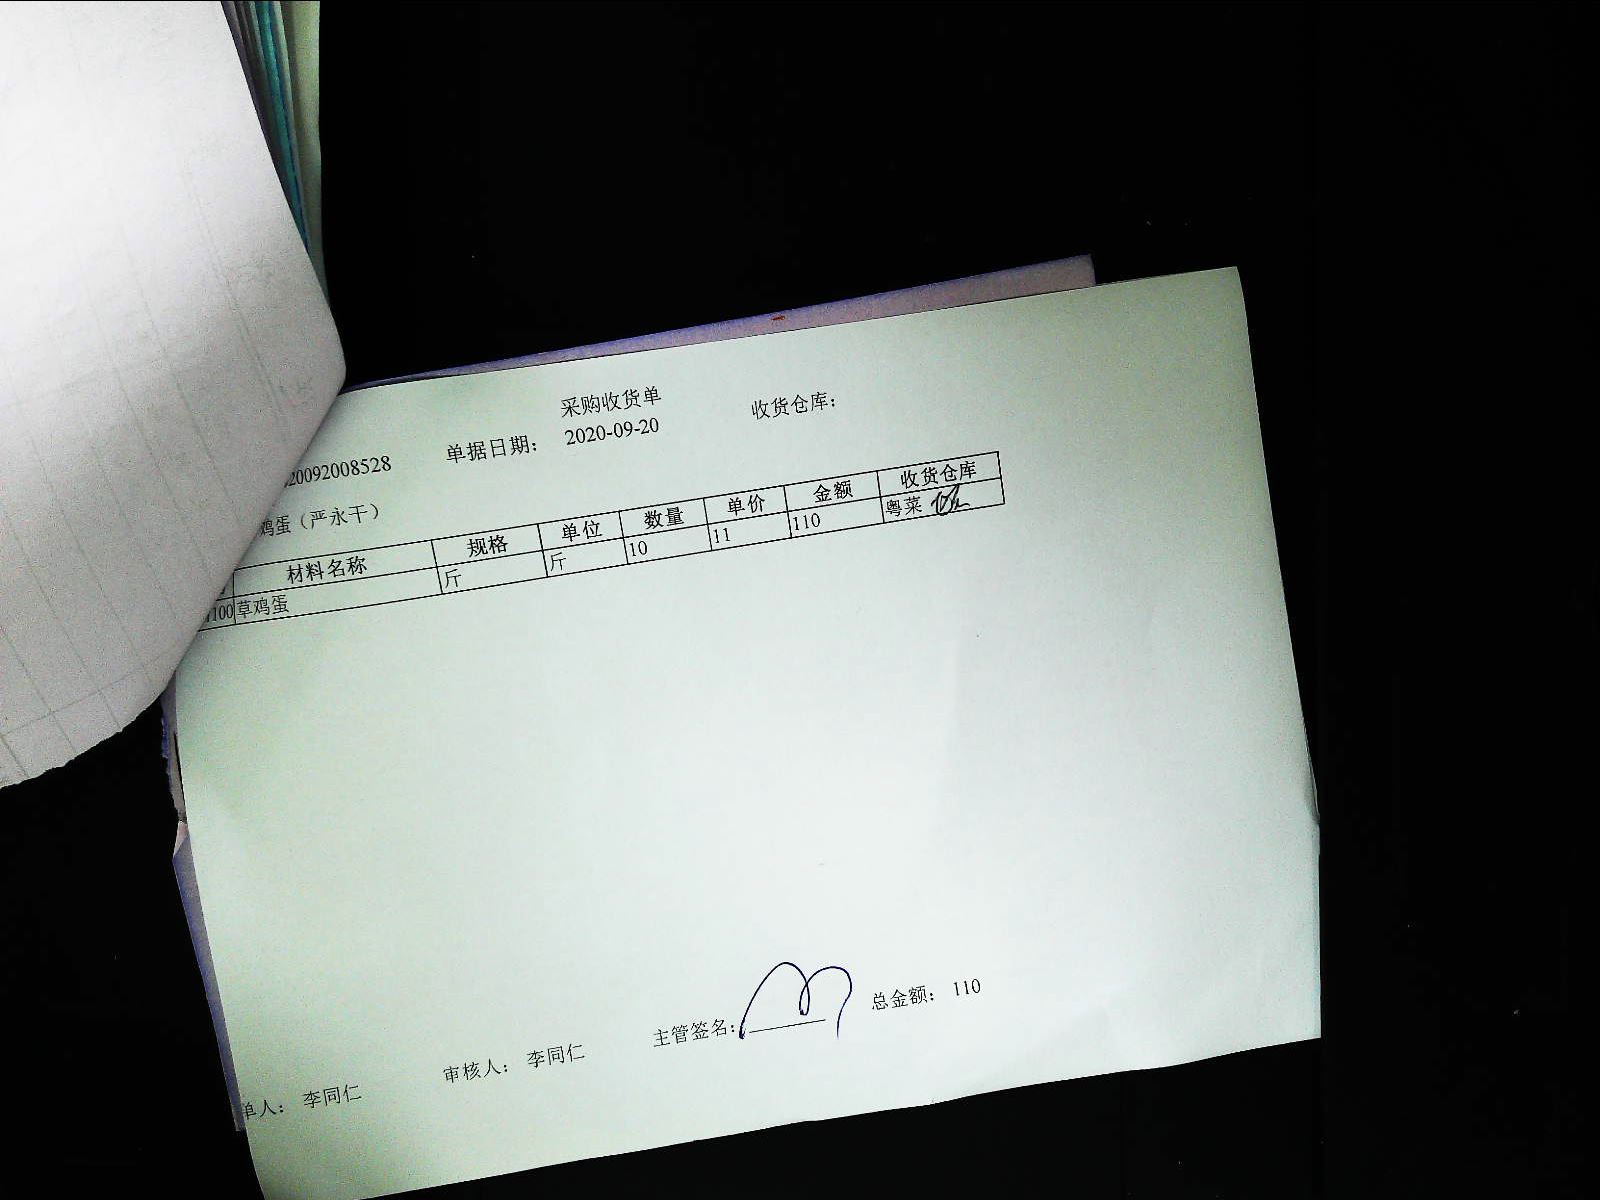 采购收货单
20092008528 单据日期: 2020-09-20 收货仓库:
鸡蛋（严永干）
材料名称 规格 单位 数量 单价 金额 收货仓库
100 草鸡蛋 斤 斤 10 11 110 粤菜
单人: 李同仁 审核人: 李同仁 主管签名: 总金额: 110